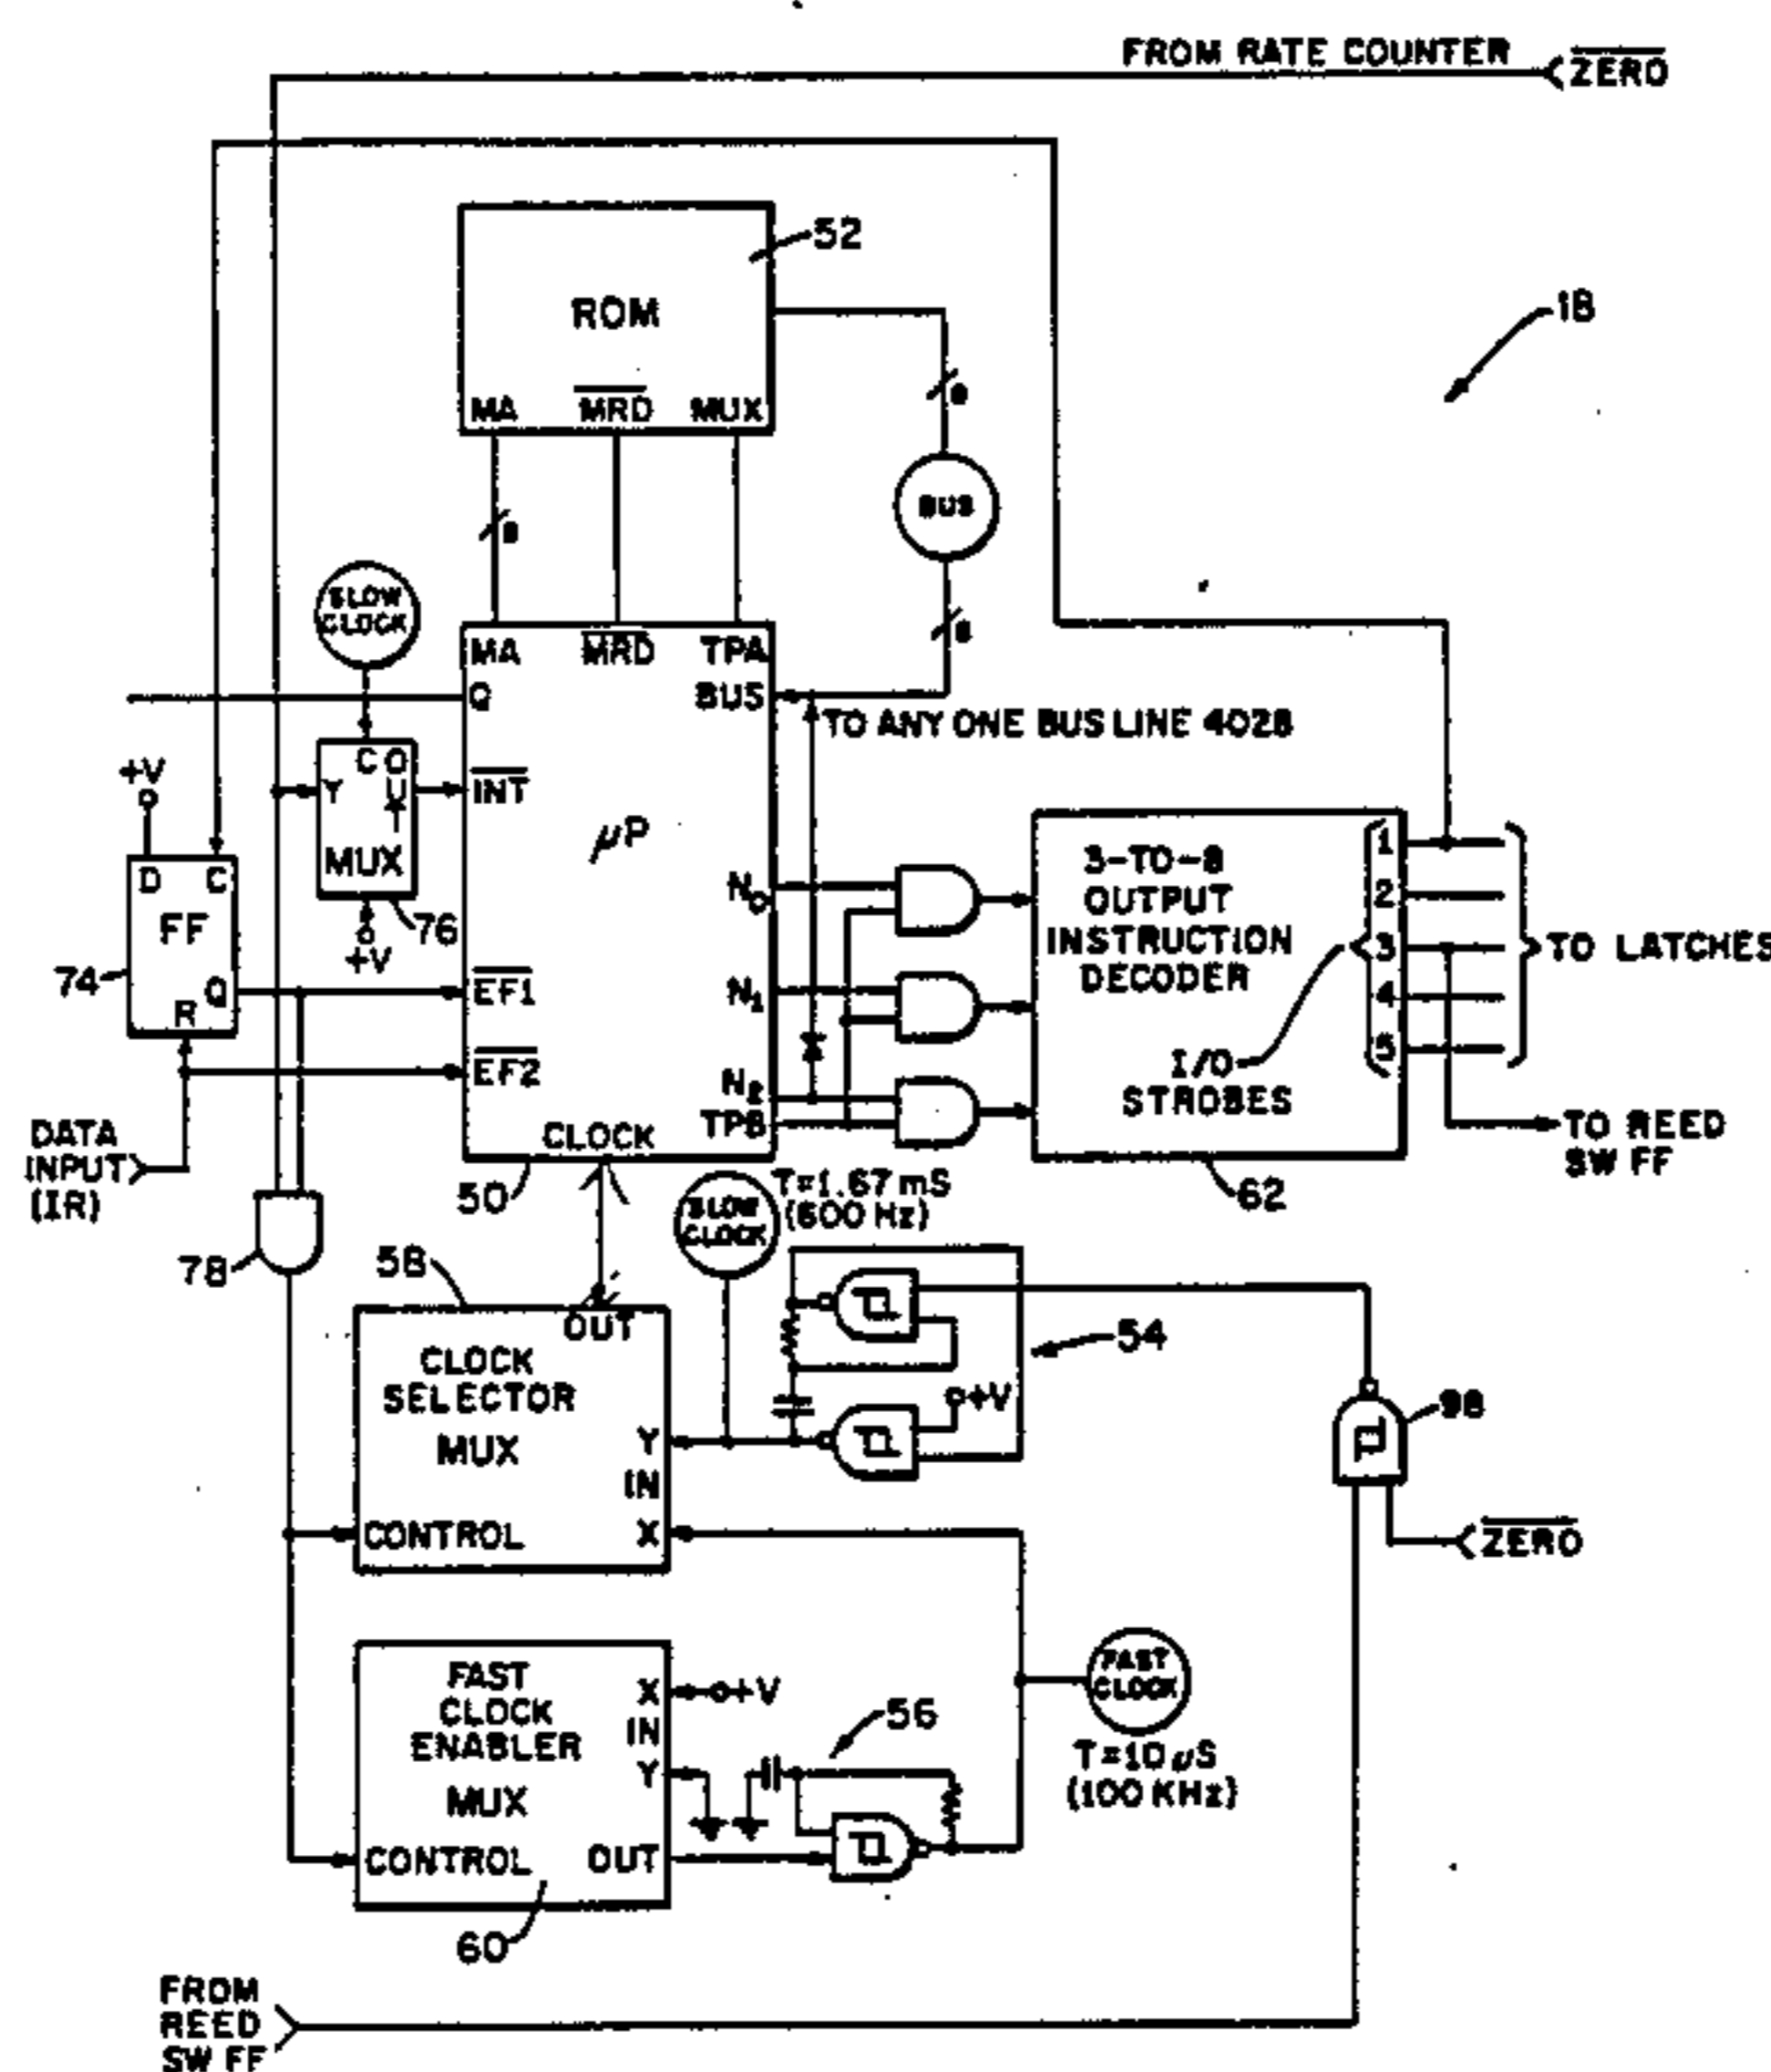 FROM RATE COUNTER
ZERO
52
ROM
18
MA MRD MUX
8
8
BUS
SLOW
CLOCK
8
MA MRD TPA
Q
BUS
TO ANY ONE BUS LINE 4028
+V
C O
Y U
INT
µP
MUX
D C
FF
76
+V
74
Q
R
EF1
EF2
N0
N1
N2
TPB
CLOCK
3-TO-8
OUTPUT
INSTRUCTION
DECODER
1
2
3
4
5
TO LATCHES
I/O
STROBES
TO REED
SW FF
DATA
INPUT
(IR)
50
62
SLOW
CLOCK
T=1.67 mS
(600 Hz)
78
58
OUT
CLOCK
SELECTOR
MUX
Y
IN
X
CONTROL
54
+V
98
ZERO
FAST
CLOCK
ENABLER
MUX
X
IN
Y
+V
CONTROL OUT
56
FAST
CLOCK
T=10 µS
(100 KHz)
60
FROM
REED
SW FF